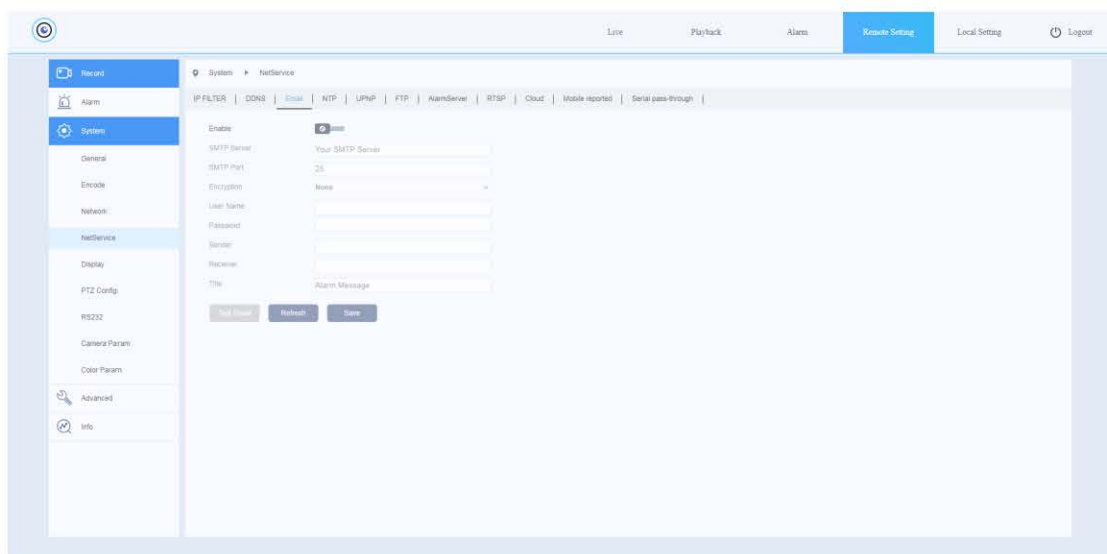 Live Playback Alarm Remote Setting Local Setting Logout
Record
Alarm
System
General
Encode
Network
NetService
Display
PTZ Config
RS232
Camera Param
Color Param
Advanced
Info
System NetService
IP FILTER | DDNS | Email | NTP | UPNP | FTP | AlarmServer | RTSP | Cloud | Mobile reported | Serial pass-through |
Enable
SMTP Server Your SMTP Server
SMTP Port 25
Encryption None
User Name
Password
Sender
Receiver
Title Alarm Message
Test Email Refresh Save